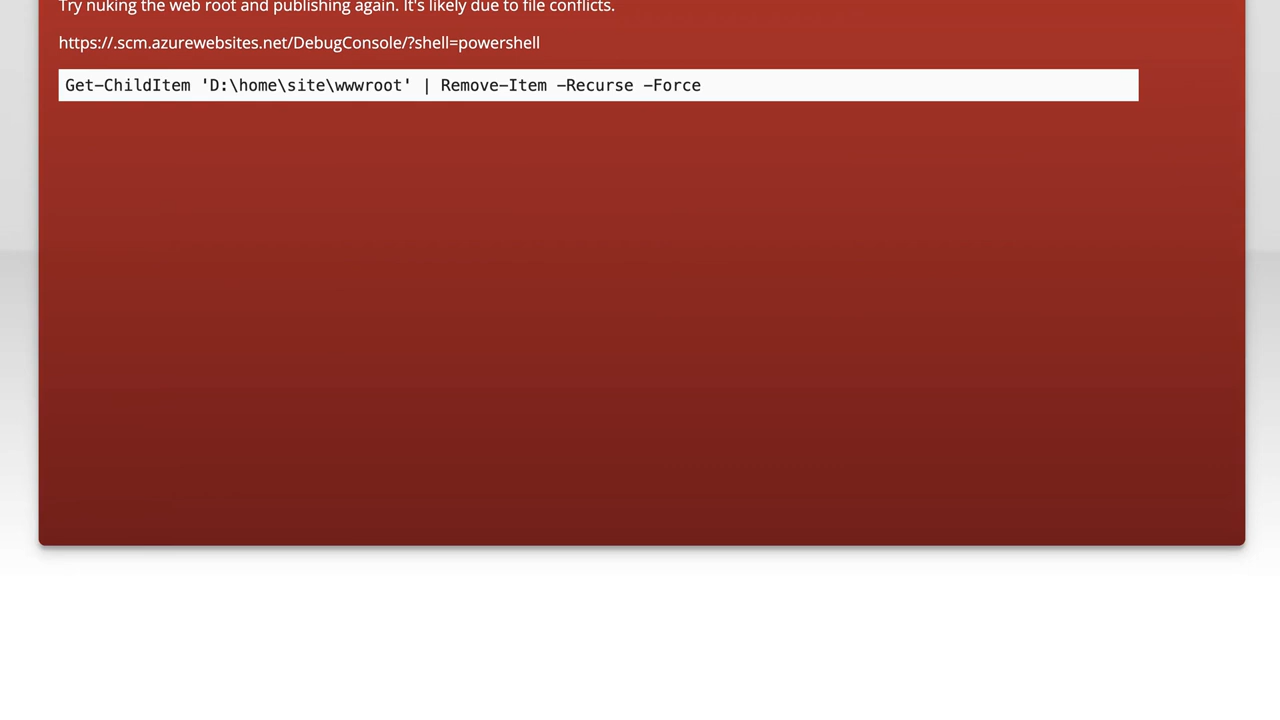 Try nuking the web root and publishing again. It's likely due to file conflicts.
https://.scm.azurewebsites.net/DebugConsole/?shell=powershell
Get-ChildItem 'D:\home\site\wwwroot' | Remove-Item -Recurse -Force